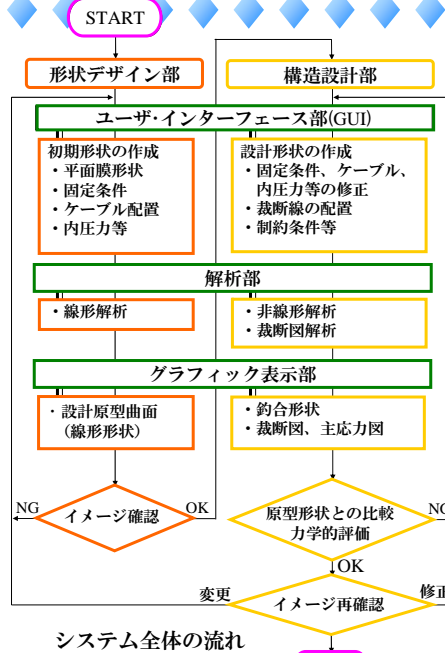 START
形状デザイン部
構造設計部
ユーザ･インターフェース部(GUI)
初期形状の作成
・平面膜形状
・固定条件
・ケーブル配置
・内圧力等
設計形状の作成
・固定条件、ケーブル、
内圧力等の修正
・裁断線の配置
・制約条件等
解析部
・線形解析
・非線形解析
・裁断図解析
グラフィック表示部
・設計原型曲面
（線形形状）
・釣合形状
・裁断図、主応力図
NG
イメージ確認
OK
原型形状との比較
力学的評価
NG
OK
変更
イメージ再確認
修正
システム全体の流れ